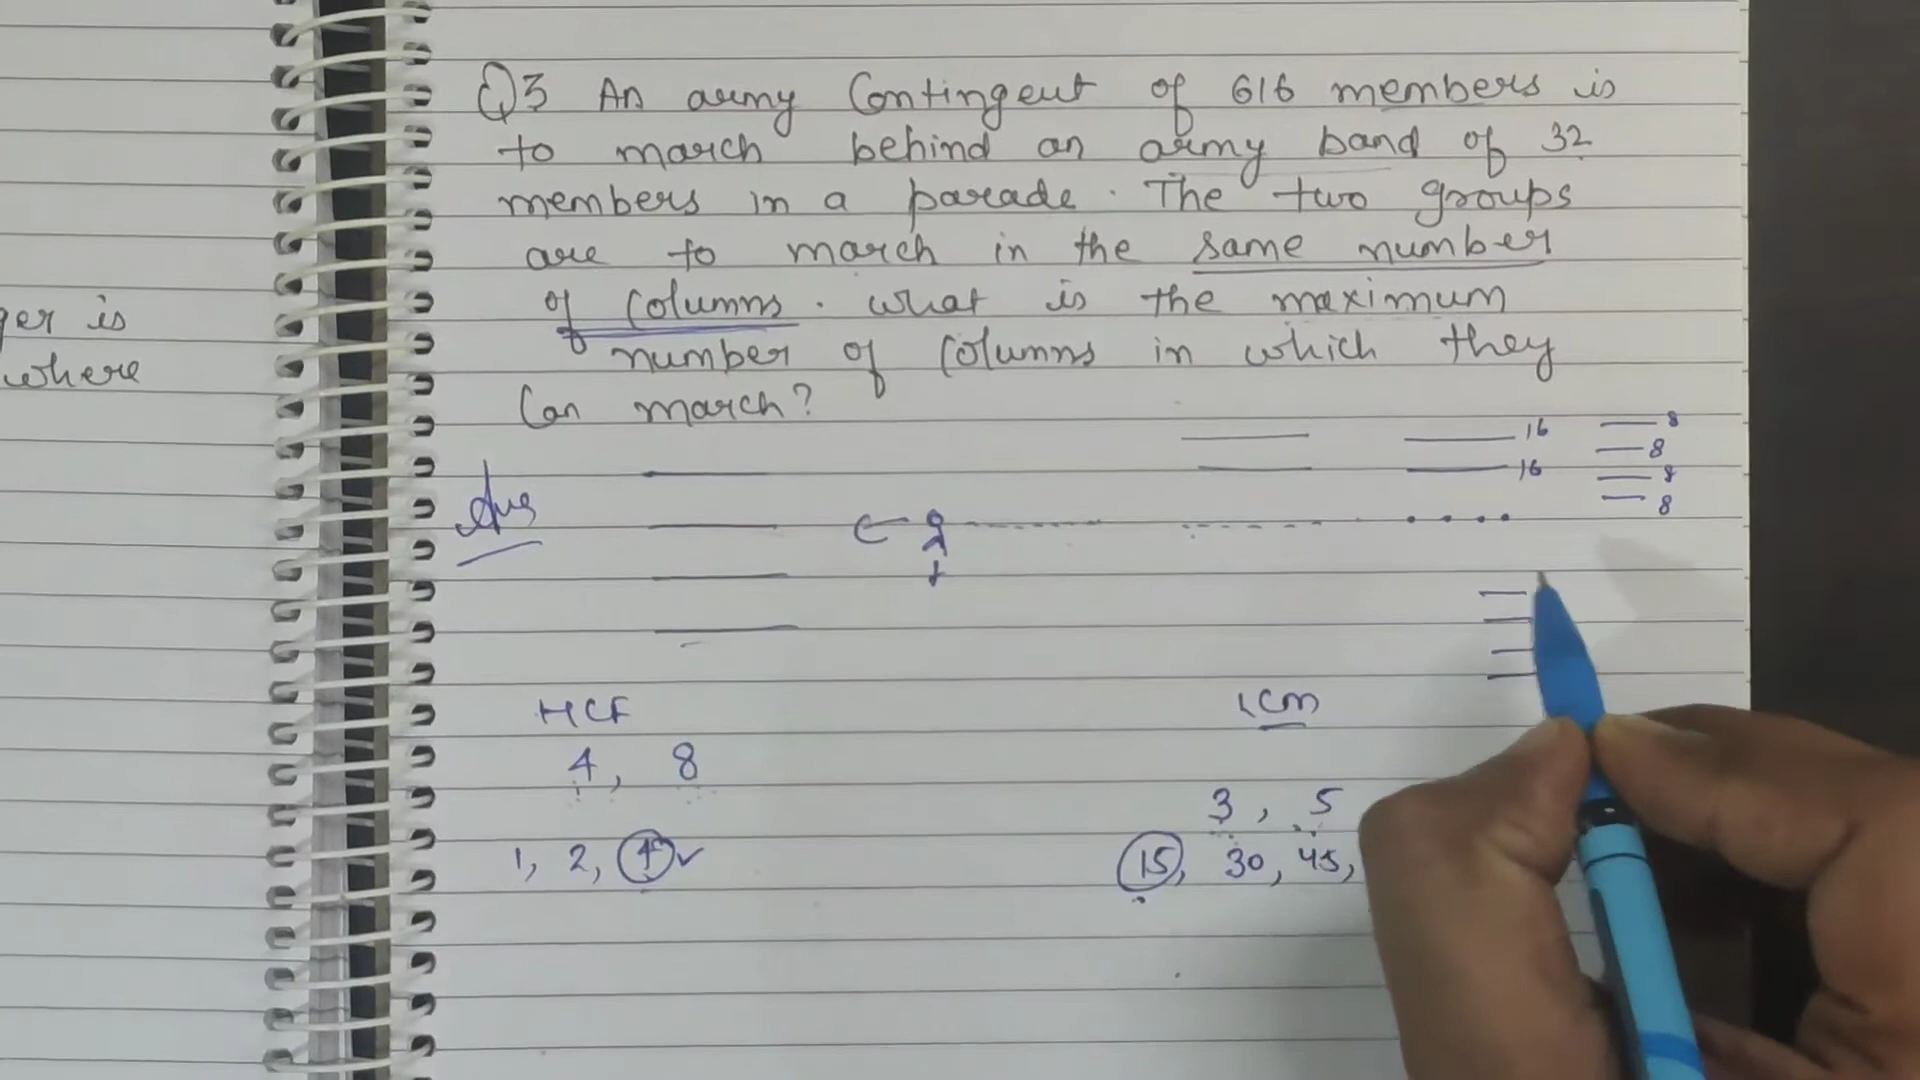 ger is
where
Q3 An army Contingent of 616 members is
to march behind an army band of 32
members in a parade. The two groups
are to march in the same number
of Columns. what is the maximum
number of Columns in which they
Can march?
Ans
16
16
8
8
8
8
HCF
4, 8
1, 2, 4
LCM
3, 5
15, 30, 45,